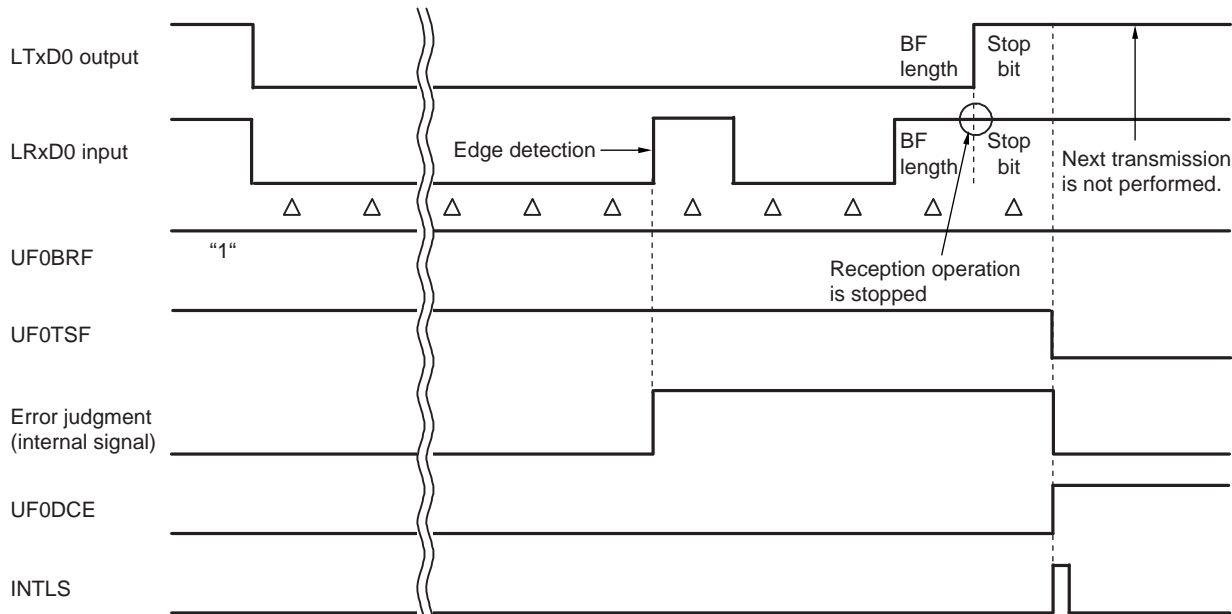 LTxD0 output
BF
length
Stop
bit
LRxD0 input
Edge detection
BF
length
Stop
bit
Next transmission
is not performed.
UF0BRF
“1“
Reception operation
is stopped
UF0TSF
Error judgment
(internal signal)
UF0DCE
INTLS